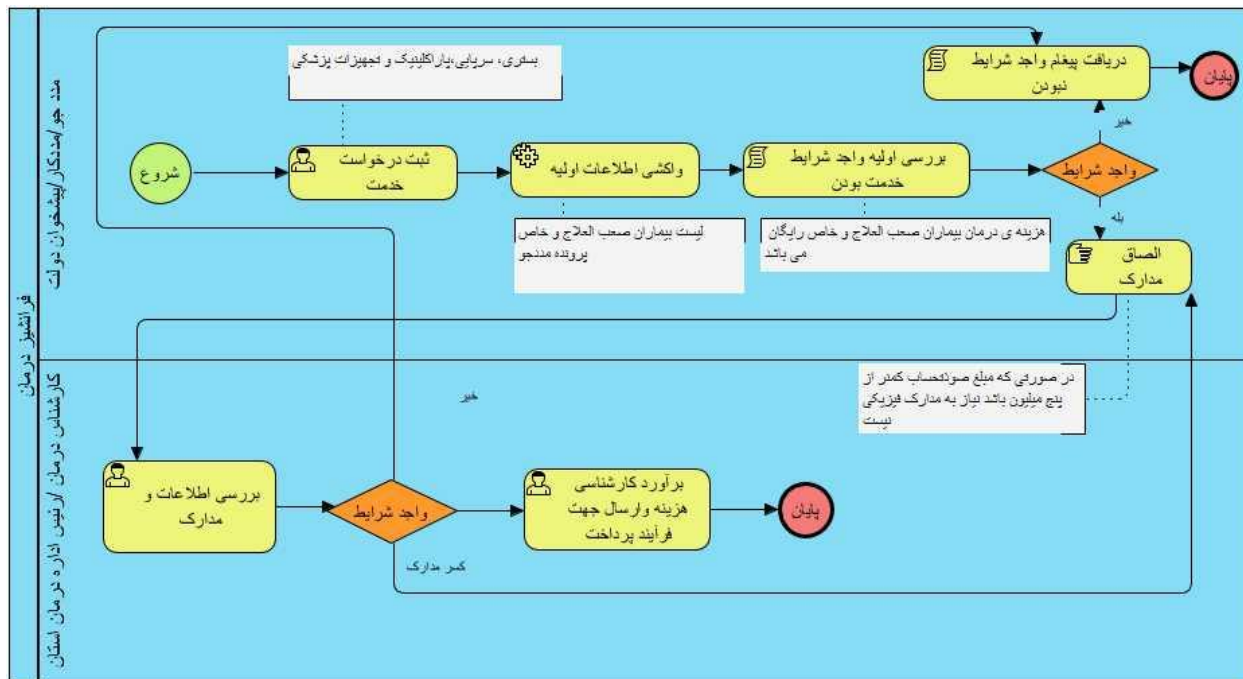 فرانشیز درمان
مدد جو/مددکار/پیشخوان دولت
بستری، سرپایی،پاراکلینیک و تجهیزات پزشکی
دریافت پیغام واجد شرایط
نبودن
پایان
خیر
شروع
ثبت درخواست
خدمت
واکشی اطلاعات اولیه
بررسی اولیه واجد شرایط
خدمت بودن
واجد شرایط
بله
لیست بیماران صعب العلاج و خاص
پرونده مددجو
هزینه ی درمان بیماران صعب العلاج و خاص رایگان
می باشد
الصاق
مدارک
کارشناس درمان /رئیس اداره درمان استان
در صورتی که مبلغ صورتحساب کمتر از
پنج میلیون باشد نیاز به مدارک فیزیکی
نیست
خیر
بررسی اطلاعات و
مدارک
واجد شرایط
برآورد کارشناسی
هزینه وارسال جهت
فرآیند پرداخت
پایان
کسر مدارک